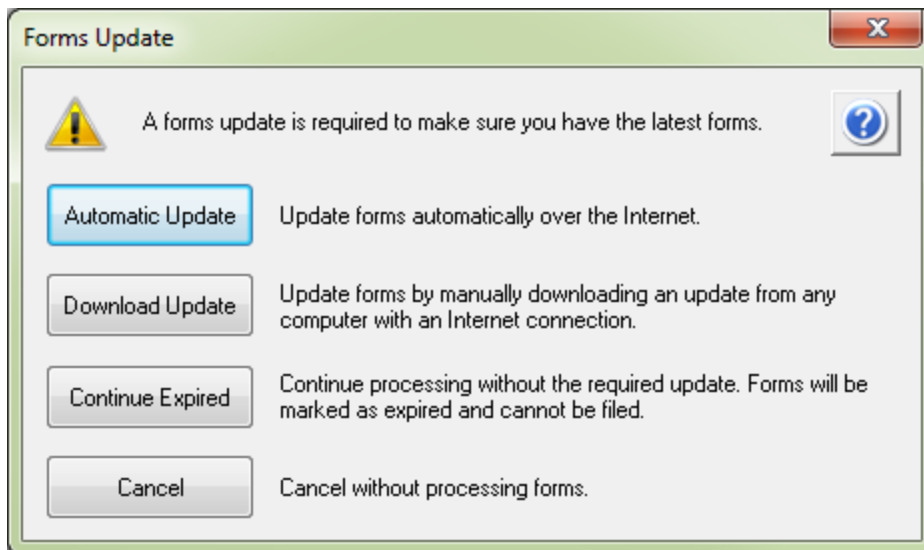 Forms Update
A forms update is required to make sure you have the latest forms.
Automatic Update
Update forms automatically over the Internet.
Download Update
Update forms by manually downloading an update from any
computer with an Internet connection.
Continue Expired
Continue processing without the required update. Forms will be
marked as expired and cannot be filed.
Cancel
Cancel without processing forms.